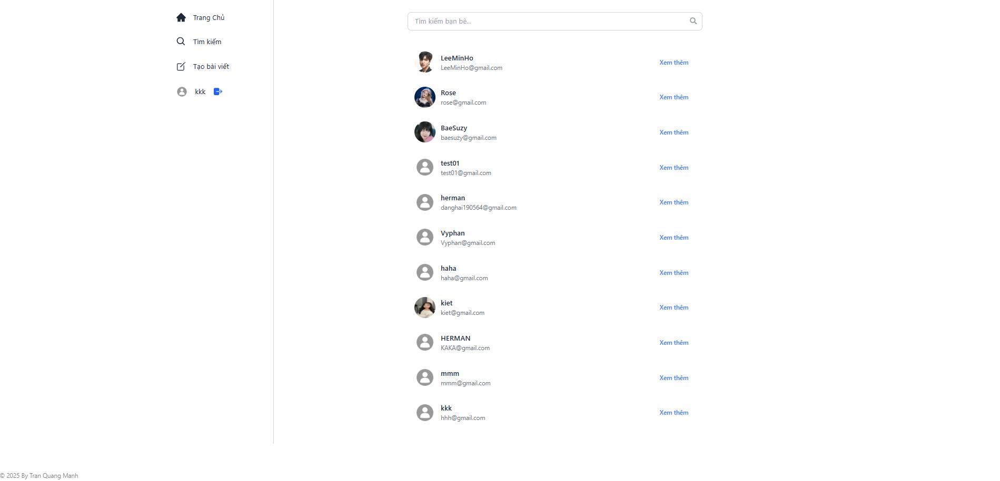 Trang Chủ
Tìm kiếm
Tạo bài viết
kkk
Tìm kiếm bạn bè...
LeeMinHo
LeeMinHo@gmail.com
Xem thêm
Rose
rose@gmail.com
Xem thêm
BaeSuzy
baesuzy@gmail.com
Xem thêm
test01
test01@gmail.com
Xem thêm
herman
danghai190564@gmail.com
Xem thêm
Vyphan
Vyphan@gmail.com
Xem thêm
haha
haha@gmail.com
Xem thêm
kiet
kiet@gmail.com
Xem thêm
HERMAN
KAKA@gmail.com
Xem thêm
mmm
mmm@gmail.com
Xem thêm
kkk
hhh@gmail.com
Xem thêm
© 2025 By Tran Quang Manh